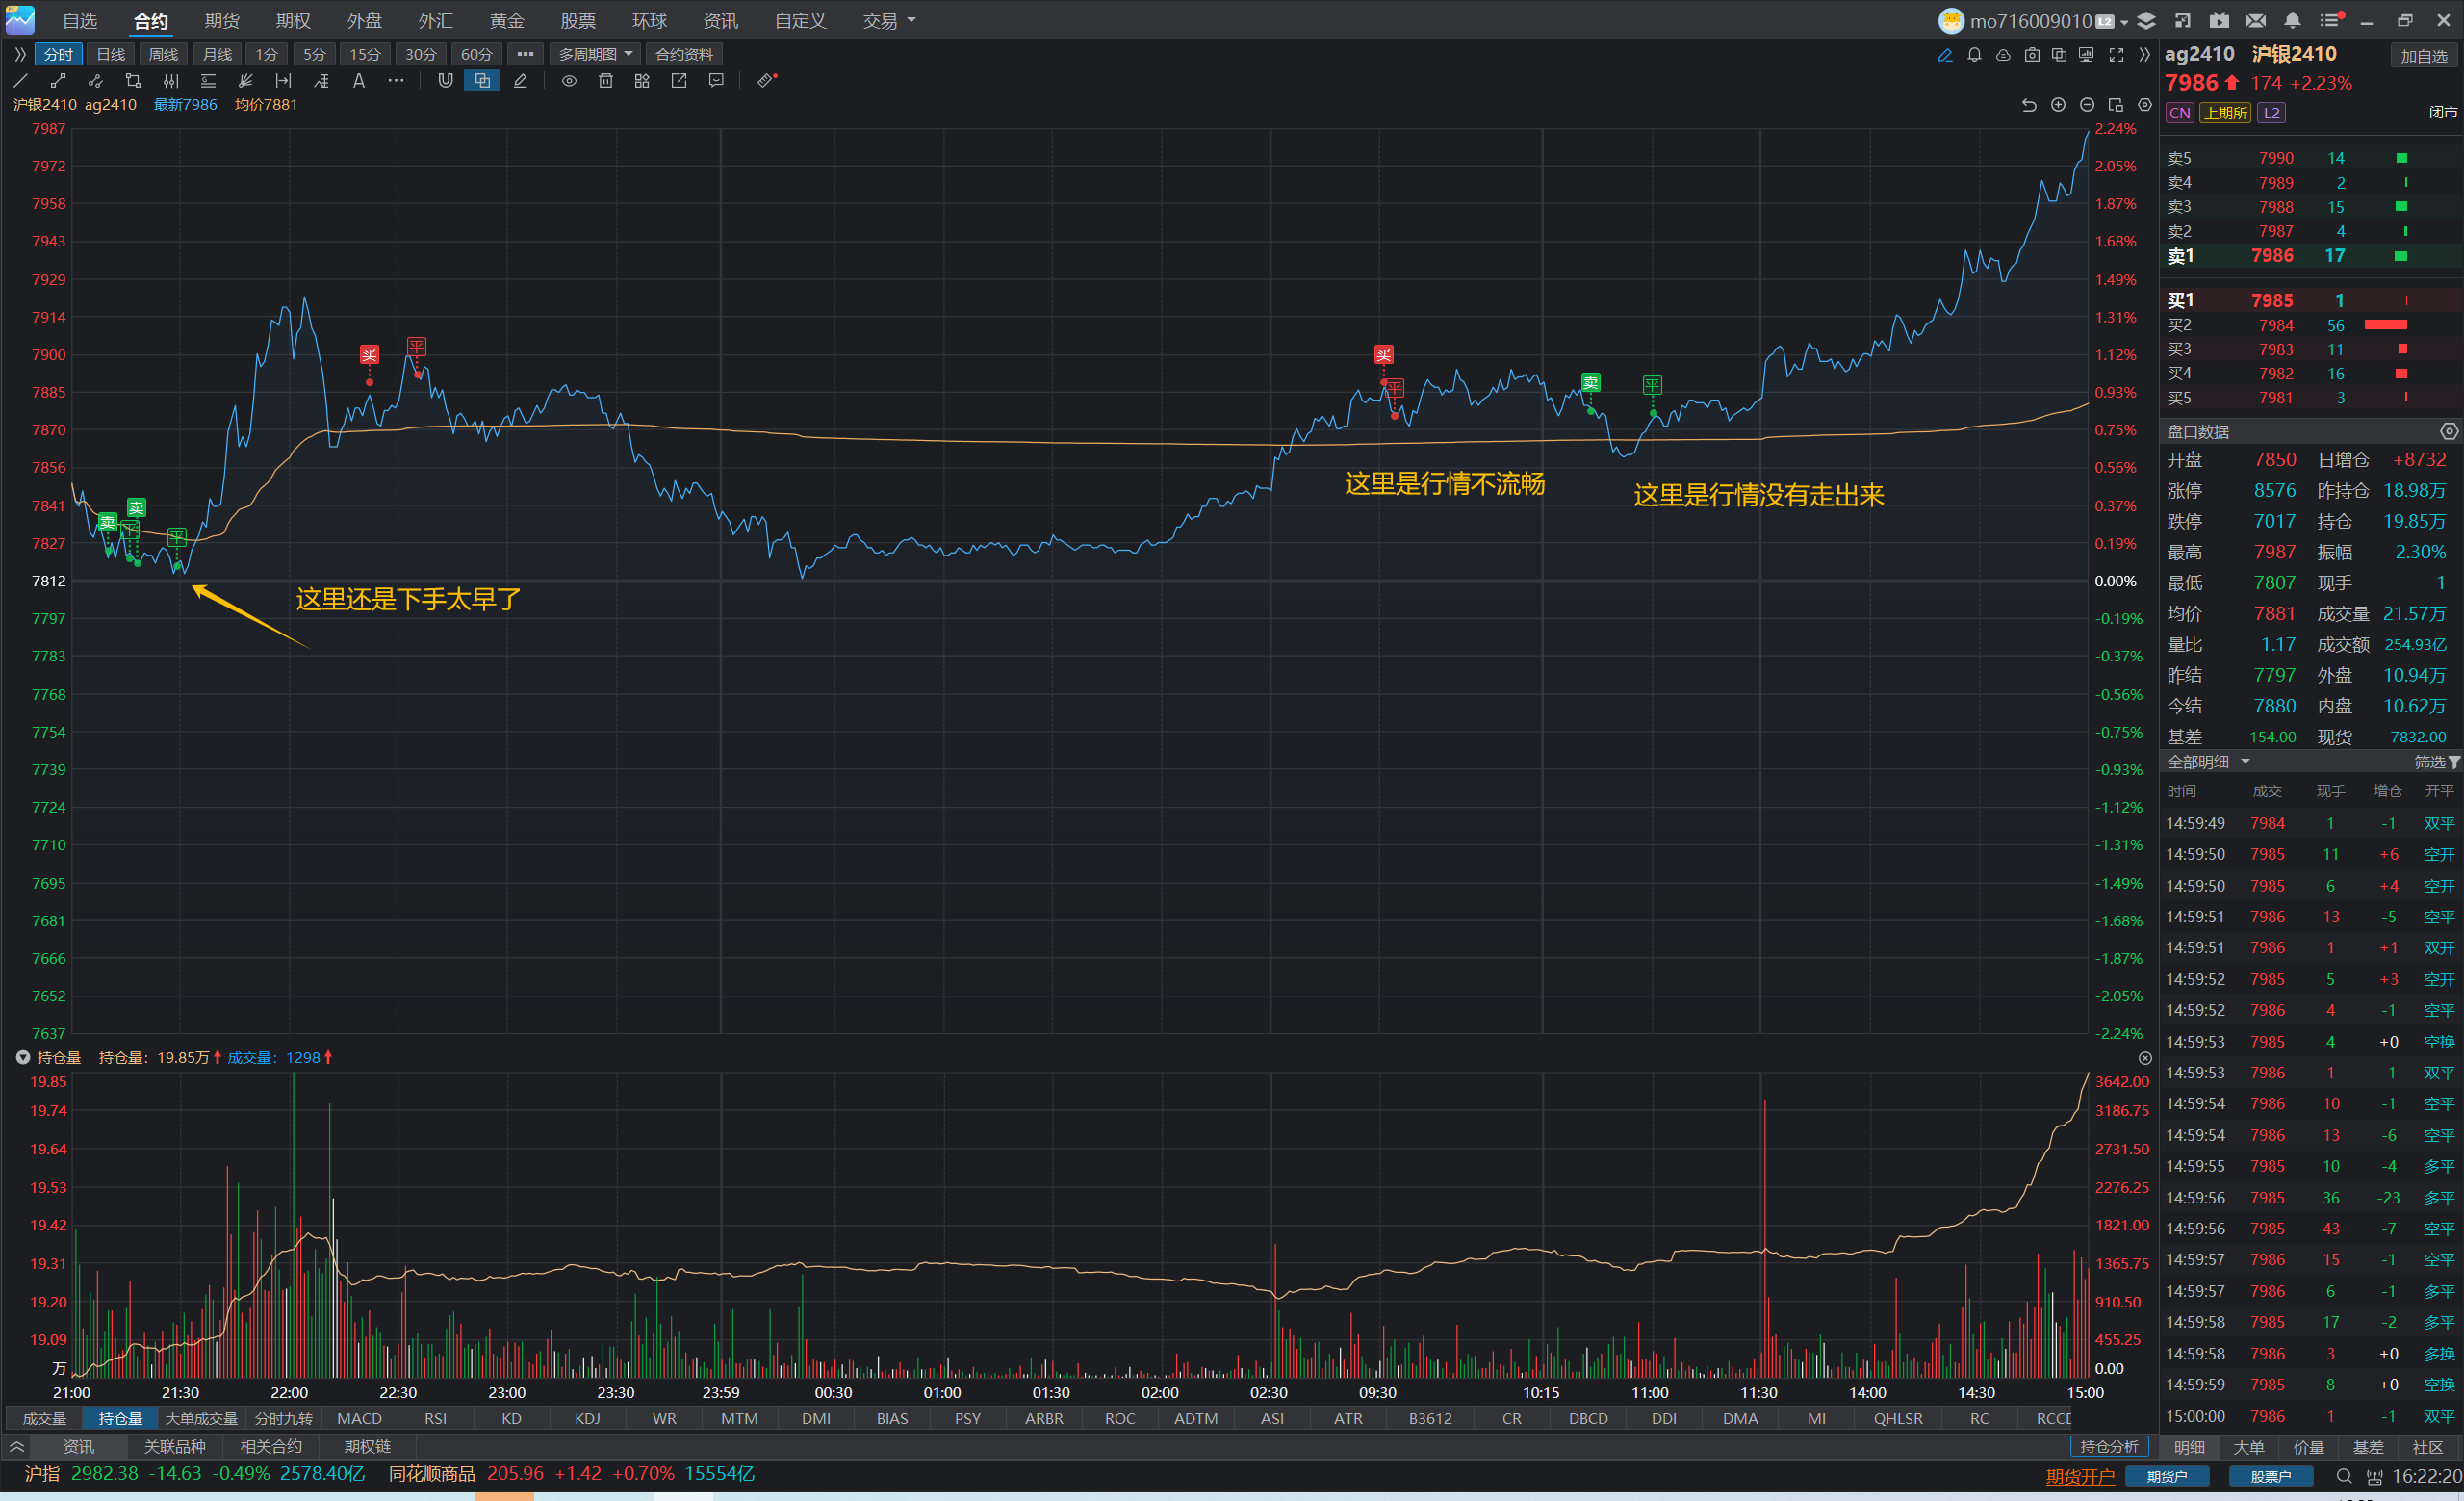 自选 合约 期货 期权 外盘 外汇 黄金 股票 环球 资讯 自定义 交易 mo716009010 L2
分时 日线 周线 月线 1分 5分 15分 30分 60分 ••• 多周期图 合约资料
沪银2410 ag2410 最新7986 均价7881
7987 2.24%
7972 2.05%
7958 1.87%
7943 1.68%
7929 1.49%
7914 1.31%
7900 1.12%
7885 0.93%
7870 0.75%
7856 0.56%
7841 0.37%
7827 0.19%
7812 0.00%
7797 -0.19%
7783 -0.37%
7768 -0.56%
7754 -0.75%
7739 -0.93%
7724 -1.12%
7710 -1.31%
7695 -1.49%
7681 -1.68%
7666 -1.87%
7652 -2.05%
7637 -2.24%
卖 平 卖 平
买 平
买 平
卖 平
这里还是下手太早了
这里是行情不流畅
这里是行情没有走出来
持仓量 持仓量：19.85万 成交量：1298
19.85 3642.00
19.74 3186.75
19.64 2731.50
19.53 2276.25
19.42 1821.00
19.31 1365.75
19.20 910.50
19.09 455.25
万 0.00
21:00 21:30 22:00 22:30 23:00 23:30 23:59 00:30 01:00 01:30 02:00 02:30 09:30 10:15 11:00 11:30 14:00 14:30 15:00
成交量 持仓量 大单成交量 分时九转 MACD RSI KD KDJ WR MTM DMI BIAS PSY ARBR ROC ADTM ASI ATR B3612 CR DBCD DDI DMA MI QHLSR RC RCCD
资讯 关联品种 相关合约 期权链 持仓分析
沪指 2982.38 -14.63 -0.49% 2578.40亿 同花顺商品 205.96 +1.42 +0.70% 15554亿 期货开户 期货户 股票户 16:22:20
ag2410 沪银2410 加自选
7986 174 +2.23%
CN 上期所 L2 闭市
卖5 7990 14
卖4 7989 2
卖3 7988 15
卖2 7987 4
卖1 7986 17
买1 7985 1
买2 7984 56
买3 7983 11
买4 7982 16
买5 7981 3
盘口数据
开盘 7850 日增仓 +8732
涨停 8576 昨持仓 18.98万
跌停 7017 持仓 19.85万
最高 7987 振幅 2.30%
最低 7807 现手 1
均价 7881 成交量 21.57万
量比 1.17 成交额 254.93亿
昨结 7797 外盘 10.94万
今结 7880 内盘 10.62万
基差 -154.00 现货 7832.00
全部明细 筛选
时间 成交 现手 增仓 开平
14:59:49 7984 1 -1 双平
14:59:50 7985 11 +6 空开
14:59:50 7985 6 +4 空开
14:59:51 7986 13 -5 空平
14:59:51 7986 1 +1 双开
14:59:52 7985 5 +3 空开
14:59:52 7986 4 -1 空平
14:59:53 7985 4 +0 空换
14:59:53 7986 1 -1 双平
14:59:54 7986 10 -1 空平
14:59:54 7986 13 -6 空平
14:59:55 7985 10 -4 多平
14:59:56 7985 36 -23 多平
14:59:56 7985 43 -7 空平
14:59:57 7986 15 -1 空平
14:59:57 7986 6 -1 多平
14:59:58 7985 17 -2 多平
14:59:58 7986 3 +0 多换
14:59:59 7985 8 +0 空换
15:00:00 7986 1 -1 双平
明细 大单 价量 基差 社区